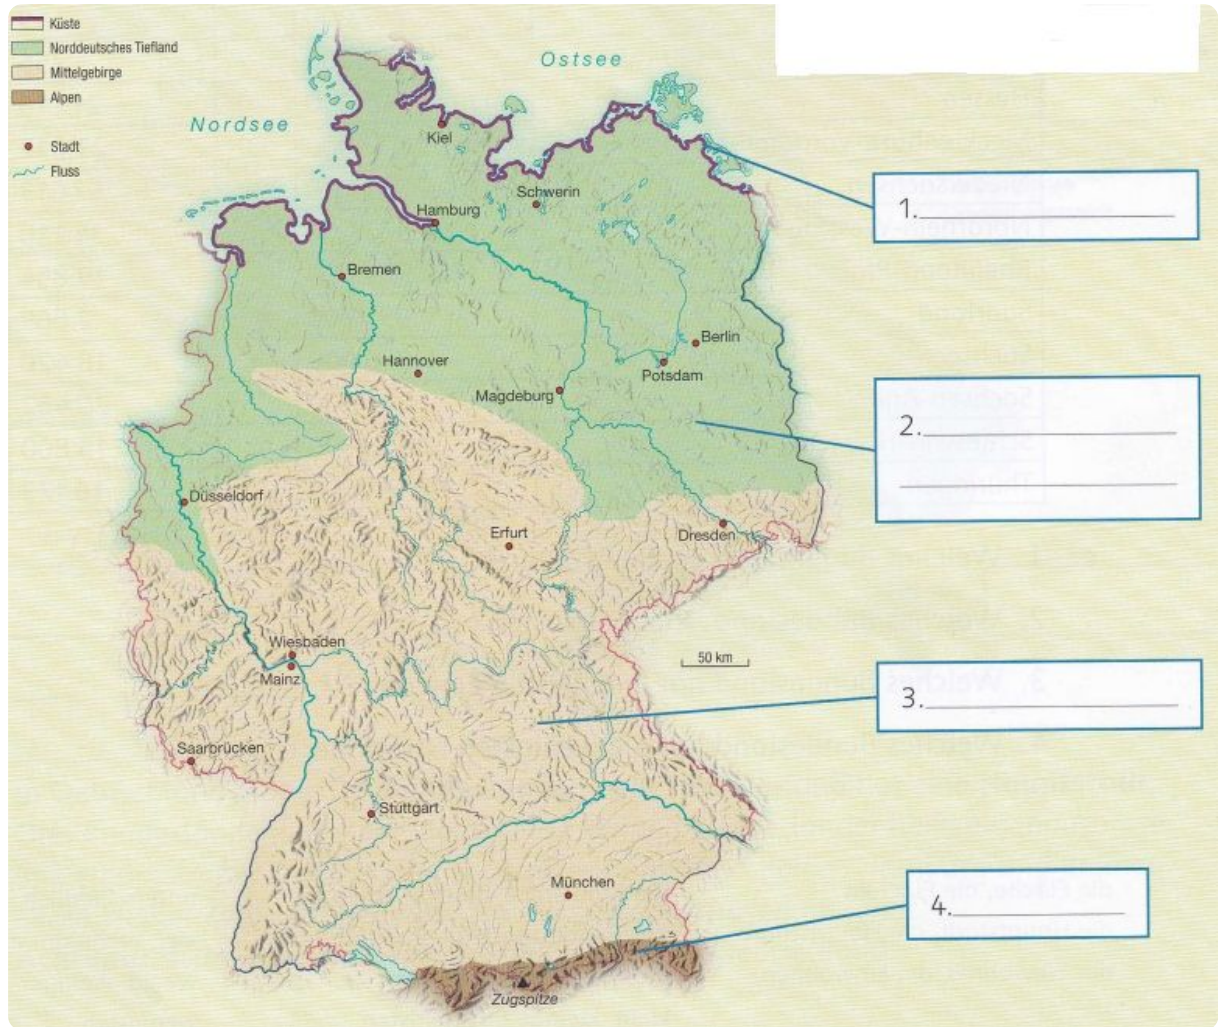 Küste
Norddeutsches Tiefland
Mittelgebirge
Alpen
Stadt
Fluss
Ostsee
Nordsee
Kiel
Schwerin
Hamburg
1.
Bremen
Berlin
Hannover
Potsdam
Magdeburg
2.
Düsseldorf
Erfurt
Dresden
Wiesbaden
50 km
Mainz
3.
Saarbrücken
Stuttgart
München
4.
Zugspitze